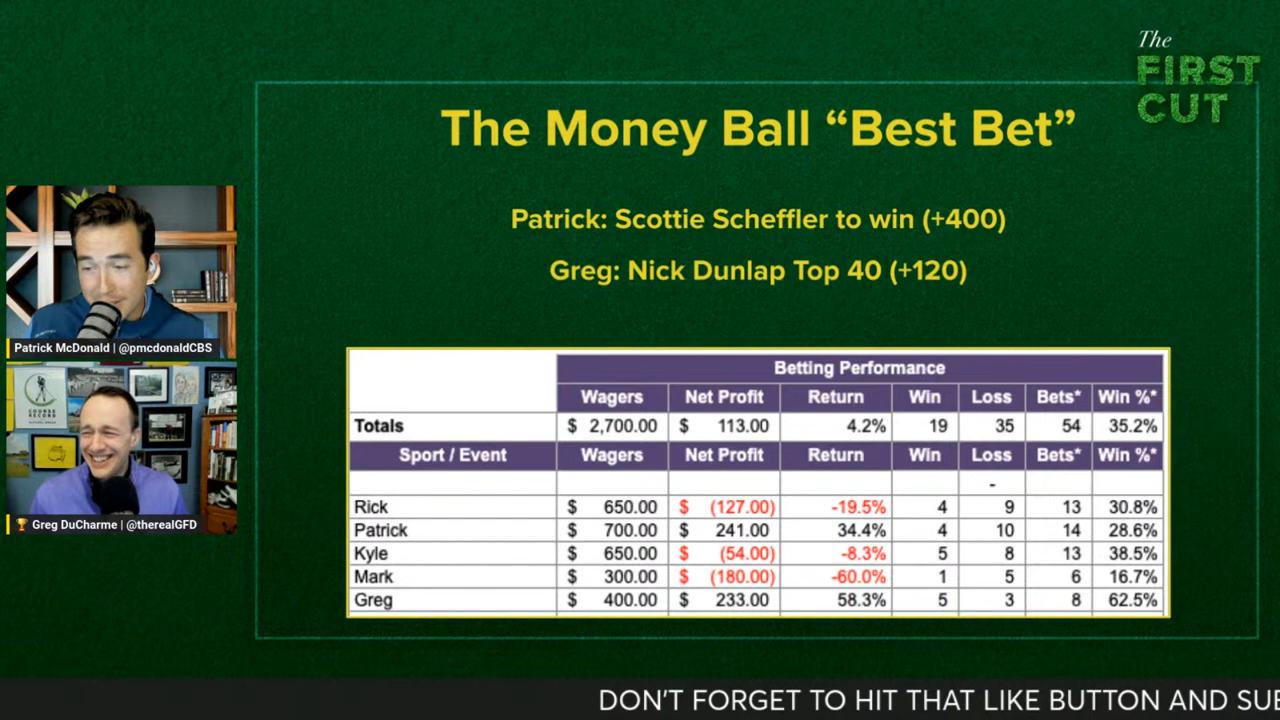 The
FIRST
CUT
The Money Ball “Best Bet”
Patrick: Scottie Scheffler to win (+400)
Greg: Nick Dunlap Top 40 (+120)
Patrick McDonald | @pmcdonaldCBS
COURSE
RECORD
🏆 Greg DuCharme | @therealGFD
Betting Performance
Wagers Net Profit Return Win Loss Bets* Win %*
Totals $ 2,700.00 $ 113.00 4.2% 19 35 54 35.2%
Sport / Event Wagers Net Profit Return Win Loss Bets* Win %*
-
Rick $ 650.00 $ (127.00) -19.5% 4 9 13 30.8%
Patrick $ 700.00 $ 241.00 34.4% 4 10 14 28.6%
Kyle $ 650.00 $ (54.00) -8.3% 5 8 13 38.5%
Mark $ 300.00 $ (180.00) -60.0% 1 5 6 16.7%
Greg $ 400.00 $ 233.00 58.3% 5 3 8 62.5%
DON'T FORGET TO HIT THAT LIKE BUTTON AND SUB